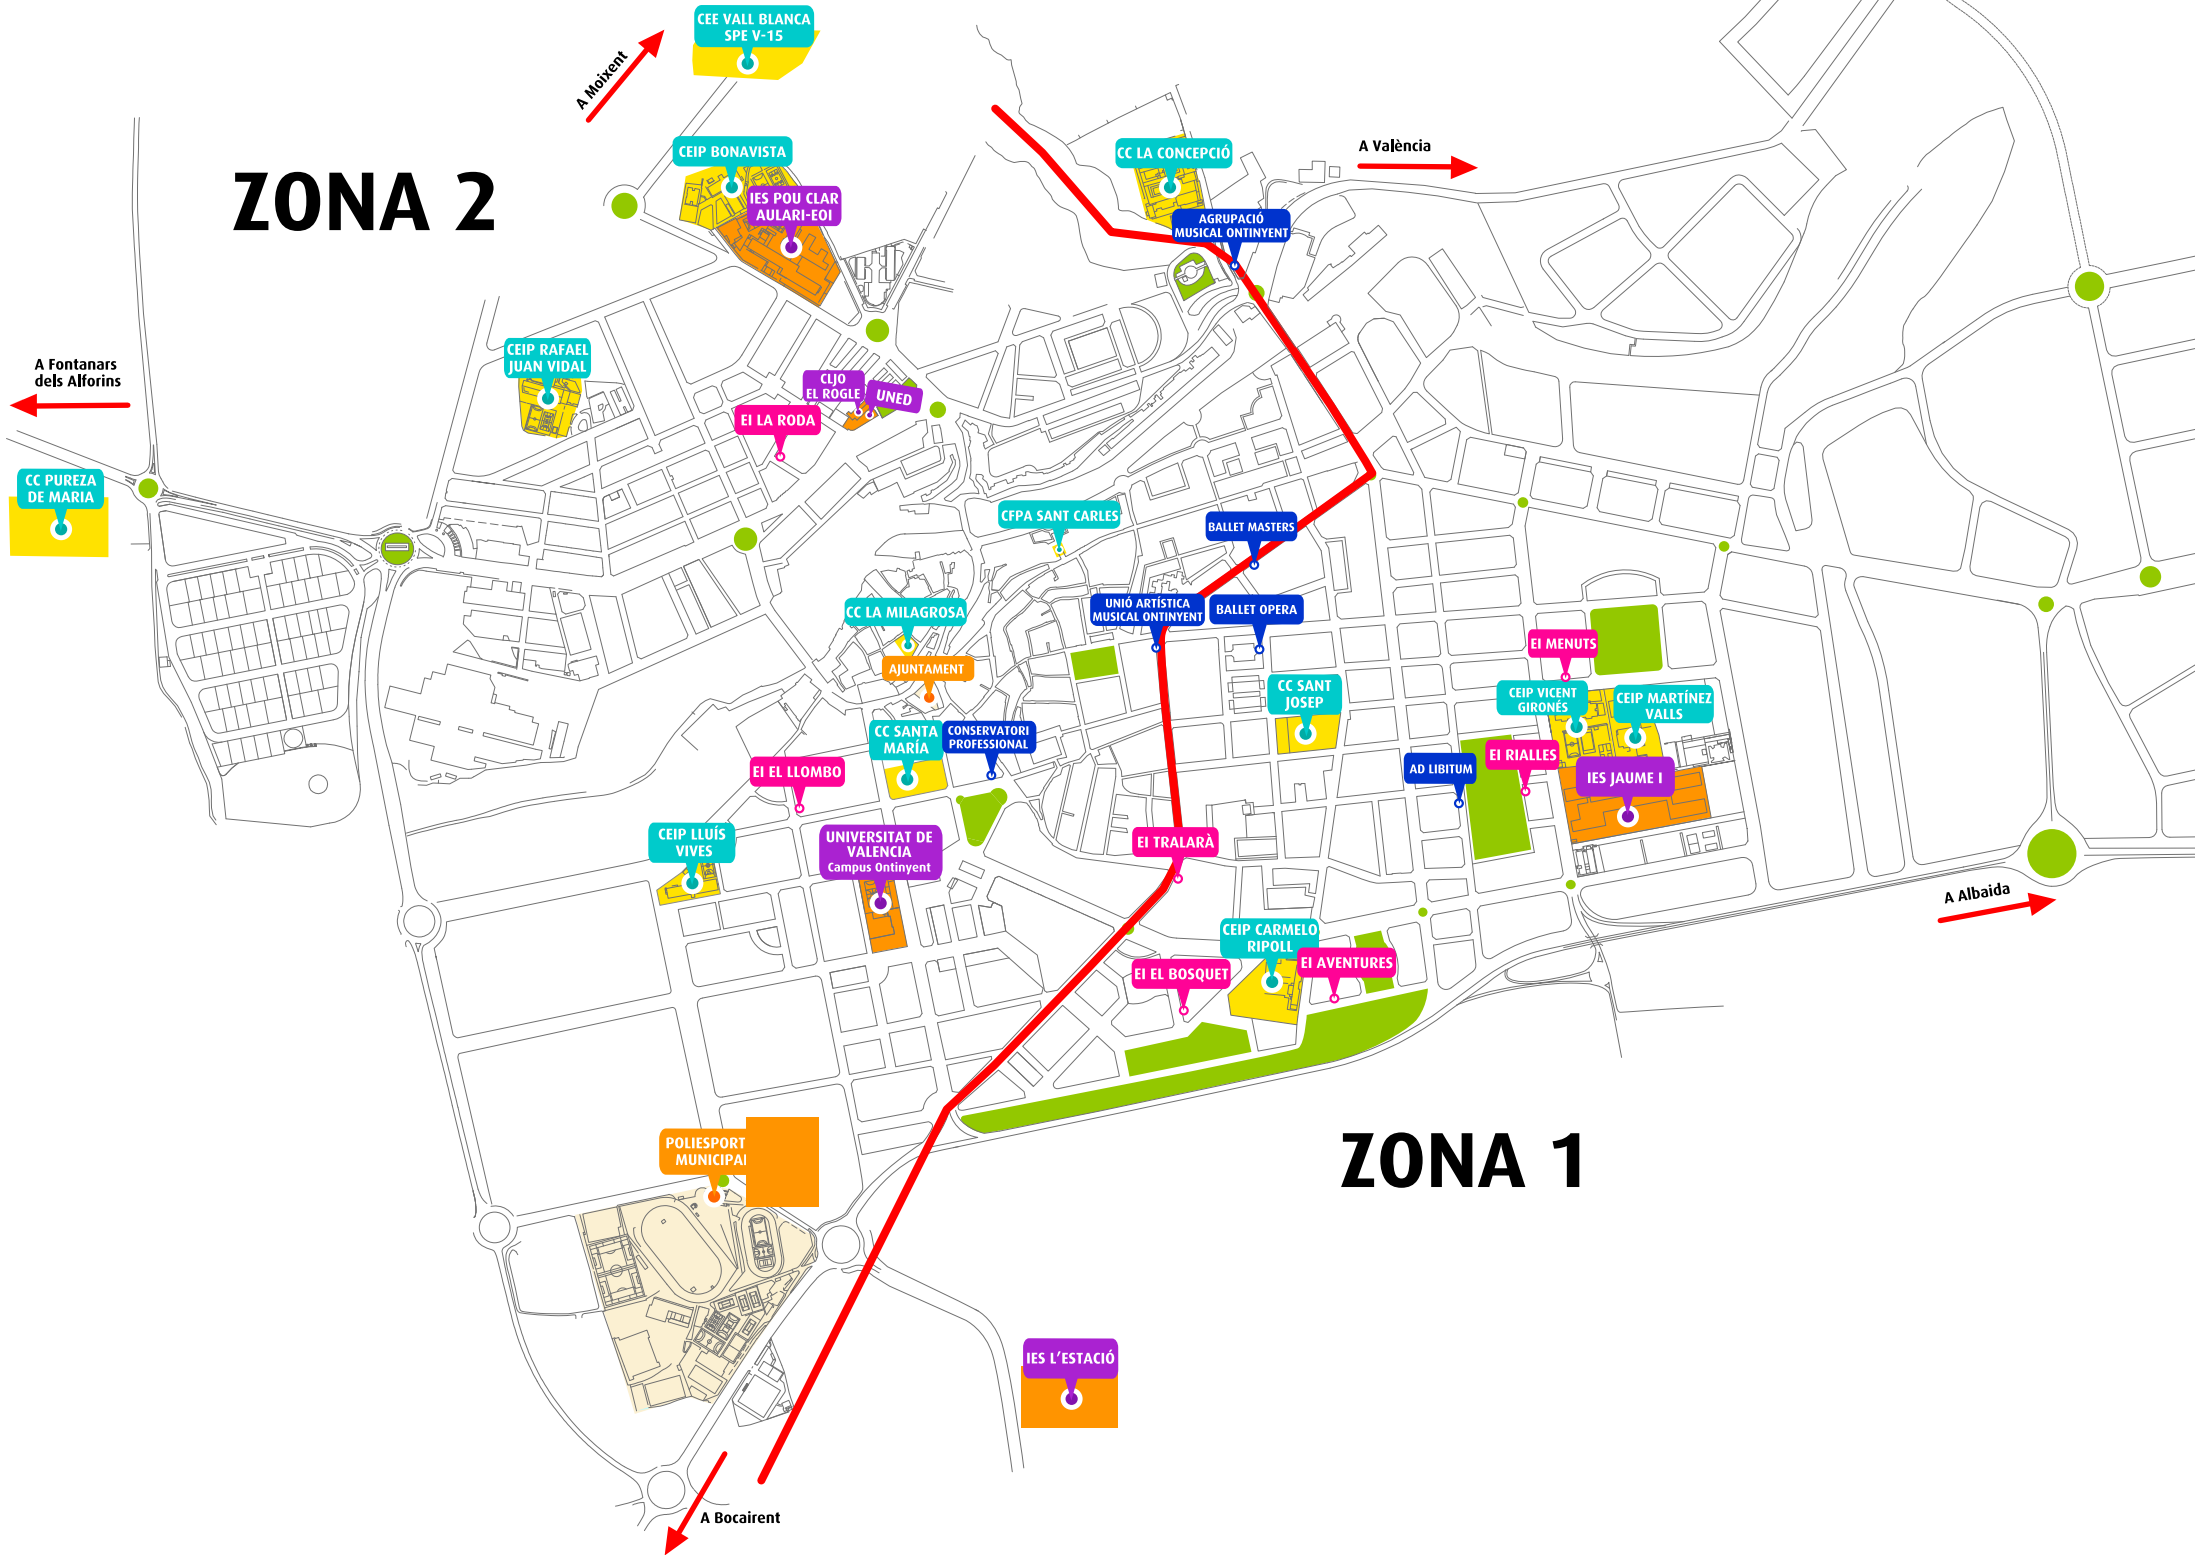 CEE VALL BLANCA
SPE V-15
A Moixent
CEIP BONAVISTA
CC LA CONCEPCIÓ
A València
ZONA 2
IES POU CLAR
AULARI-EOI
AGRUPACIÓ
MUSICAL ONTINYENT
CEIP RAFAEL
JUAN VIDAL
A Fontanars
dels Alforins
CLJO
EL ROGLE
UNED
EI LA RODA
CC PUREZA
DE MARIA
CFPA SANT CARLES
BALLET MASTERS
CC LA MILAGROSA
UNIÓ ARTÍSTICA
MUSICAL ONTINYENT
BALLET OPERA
EI MENUTS
AJUNTAMENT
CC SANT
JOSEP
CEIP VICENT
GIRONÉS
CEIP MARTÍNEZ
VALLS
CC SANTA
MARÍA
CONSERVATORI
PROFESSIONAL
EI RIALLES
EI EL LLOMBO
AD LIBITUM
IES JAUME I
CEIP LLUÍS
VIVES
UNIVERSITAT DE
VALENCIA
Campus Ontinyent
EI TRALARÀ
A Albaida
CEIP CARMELO
RIPOLL
EI EL BOSQUET
EI AVENTURES
POLIESPORT
MUNICIPA
ZONA 1
IES L'ESTACIÓ
A Bocairent